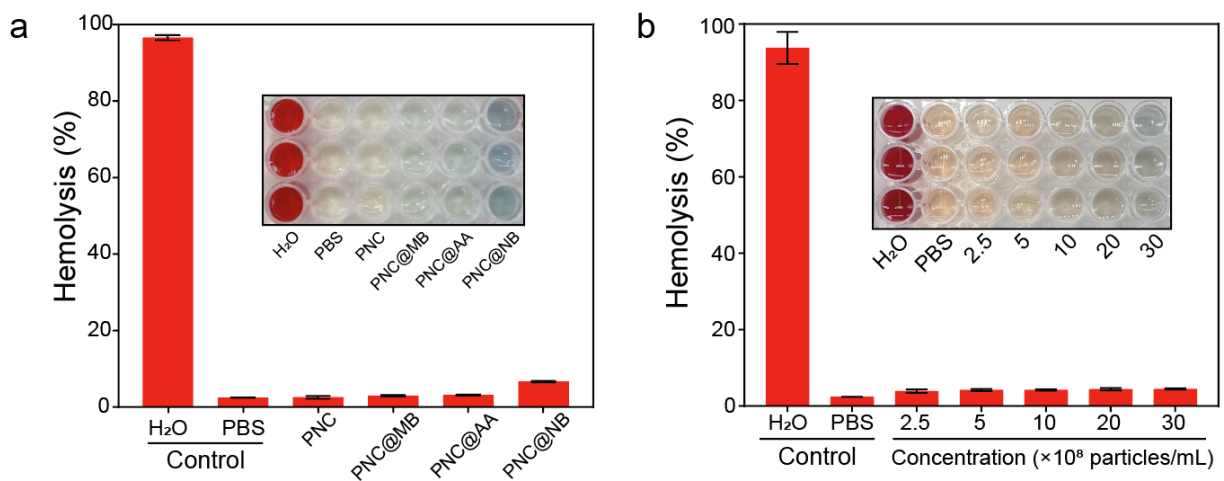 a
Hemolysis (%)
100
80
60
40
20
0
H₂O
PBS
PNC
PNC@MB
PNC@AA
PNC@NB
H₂O
PBS
PNC
PNC@MB
PNC@AA
PNC@NB
Control
b
Hemolysis (%)
100
80
60
40
20
0
H₂O
PBS
2.5
5
10
20
30
H₂O
PBS
2.5
5
10
20
30
Control
Concentration (×10⁸ particles/mL)